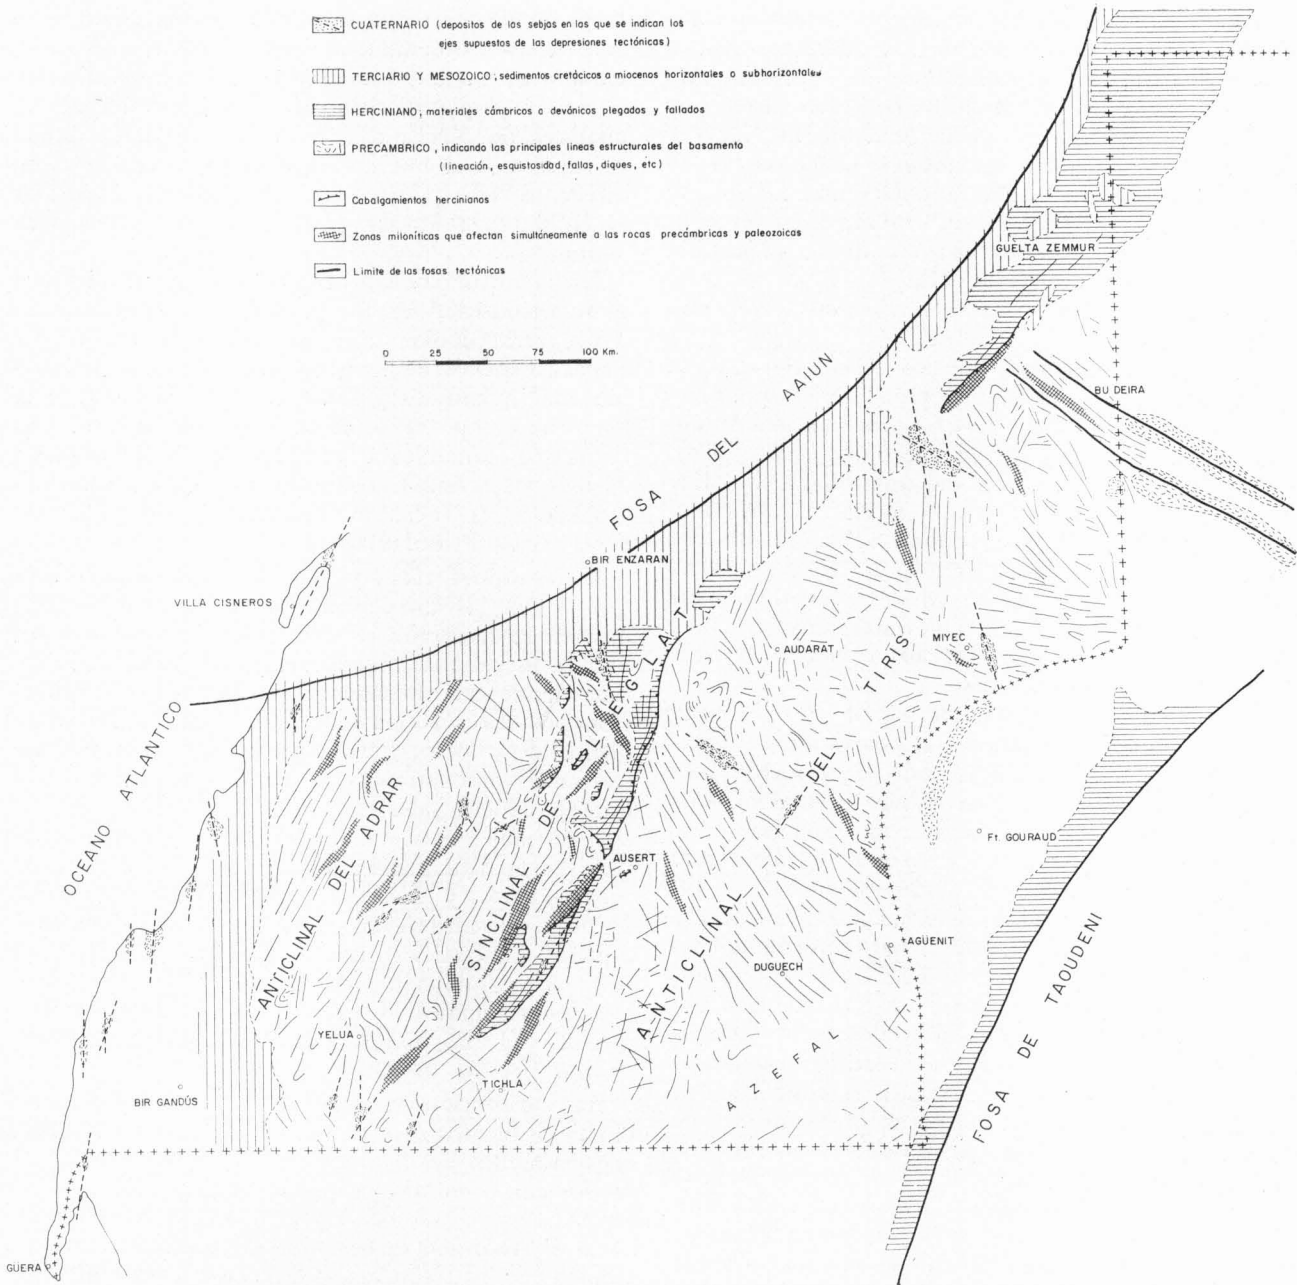 CUATERNARIO (depositos de las sebjas en las que se indican los
ejes supuestos de las depresiones tectónicas)
TERCIARIO Y MESOZOICO, sedimentos cretácicos a miocenos horizontales o subhorizontales
HERCINIANO; materiales cámbricos a devónicos plegados y fallados
PRECAMBRICO, indicando las principales lineas estructurales del basamento
(lineación, esquistosidad, fallas, diques, etc)
Cabalgamientos hercinianos
Zonas miloníticas que afectan simultáneamente a las rocas precámbricas y paleozoicas
Limite de las fosas tectónicas
0 25 50 75 100 Km.
GUELTA ZEMMUR
BU DEIRA
FOSA DEL AAIUN
BIR ENZARAN
VILLA CISNEROS
OCEANO ATLANTICO
AUDARAT
MIYEC
ANTICLINAL DEL ADRAR
SINCLINAL DE LEGLAT
ANTICLINAL DEL TIRIS
Ft. GOURAUD
AUSERT
AGÜENIT
DUGUECH
FOSA DE TAOUDENI
YELUA
TICHLA
AZEFAL
BIR GANDÚS
GÜERA